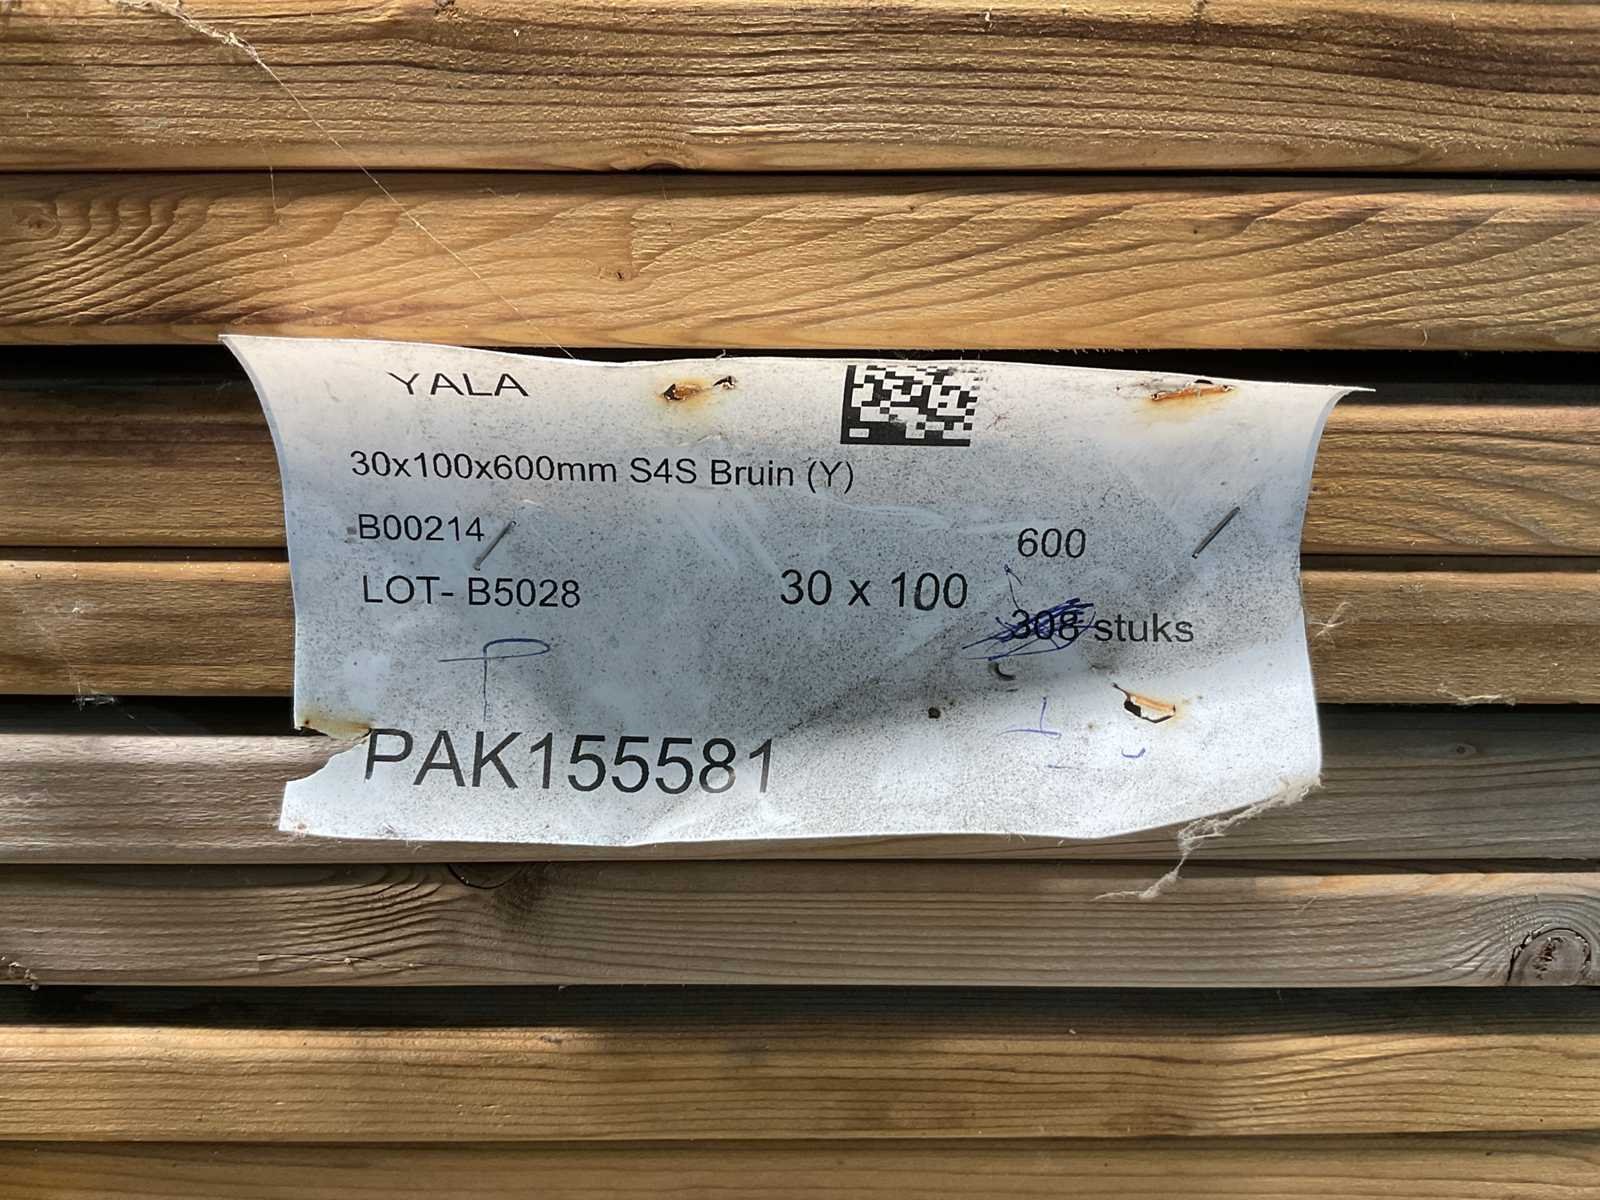 YALA
30x100x600mm S4S Bruin (Y)
B00214
600
LOT- B5028
30 x 100
308 stuks
PAK155581